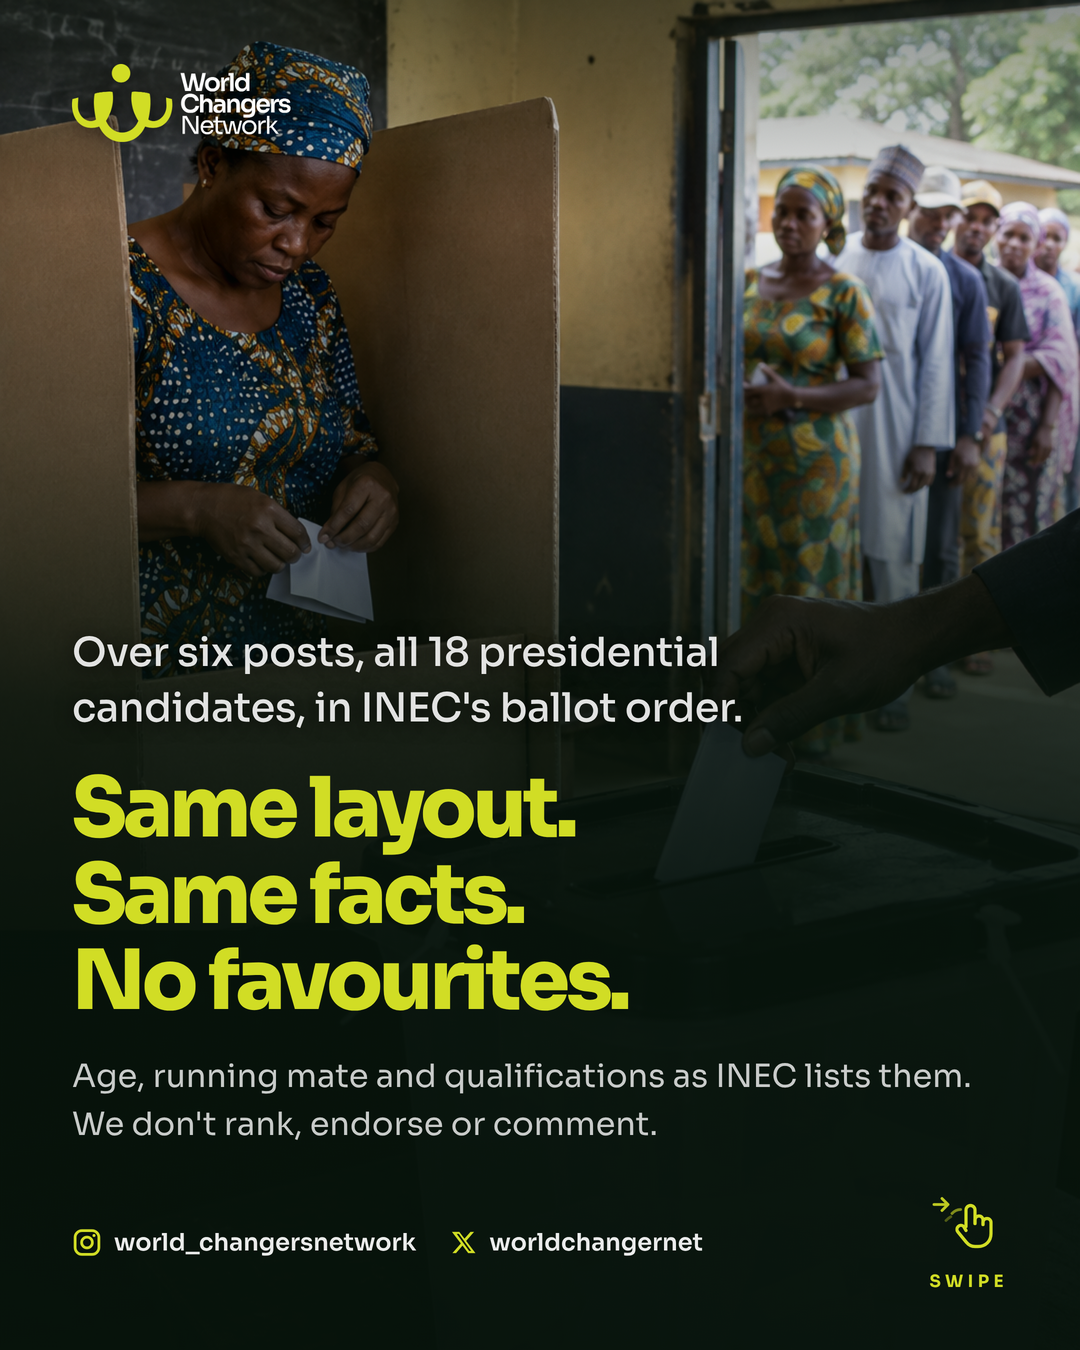 World
Changers
Network
Over six posts, all 18 presidential
candidates, in INEC's ballot order.
Same layout.
Same facts.
No favourites.
Age, running mate and qualifications as INEC lists them.
We don't rank, endorse or comment.
world_changersnetwork
worldchangernet
SWIPE